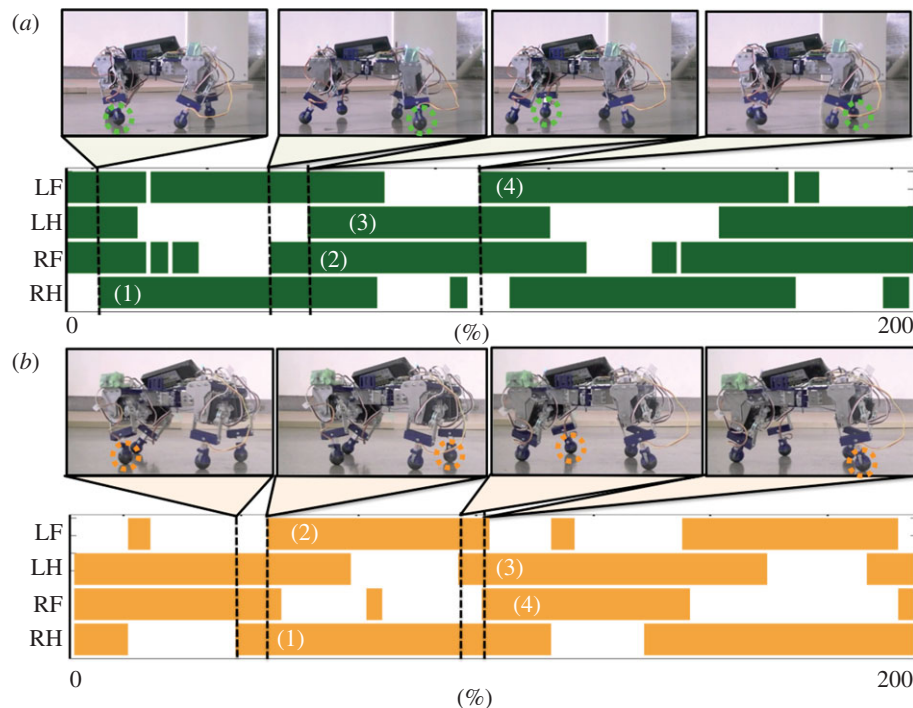 (a)
LF
(4)
LH
(3)
RF
(2)
RH
(1)
0
(%)
200
(b)
LF
(2)
LH
(3)
RF
(4)
RH
(1)
0
(%)
200